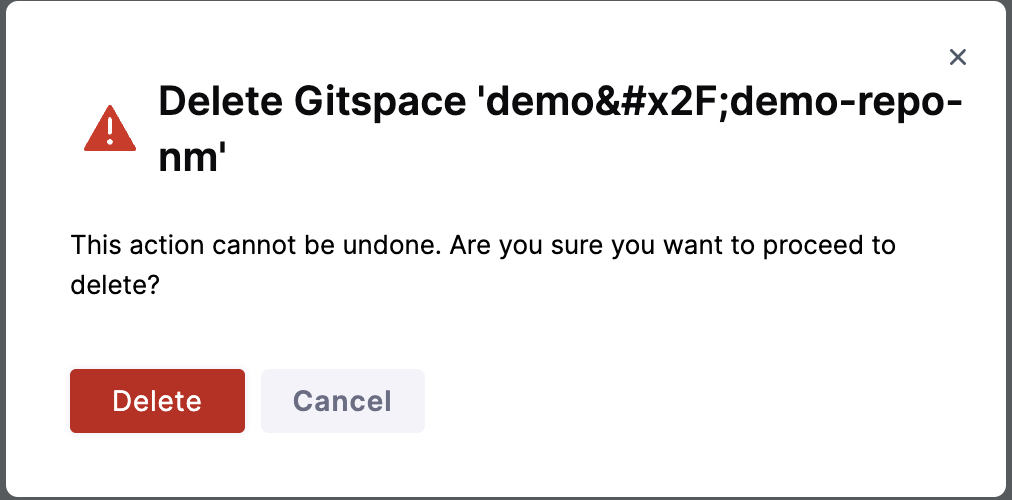 Delete Gitspace 'demo&#x2F;demo-repo-
nm'
This action cannot be undone. Are you sure you want to proceed to
delete?
Delete
Cancel